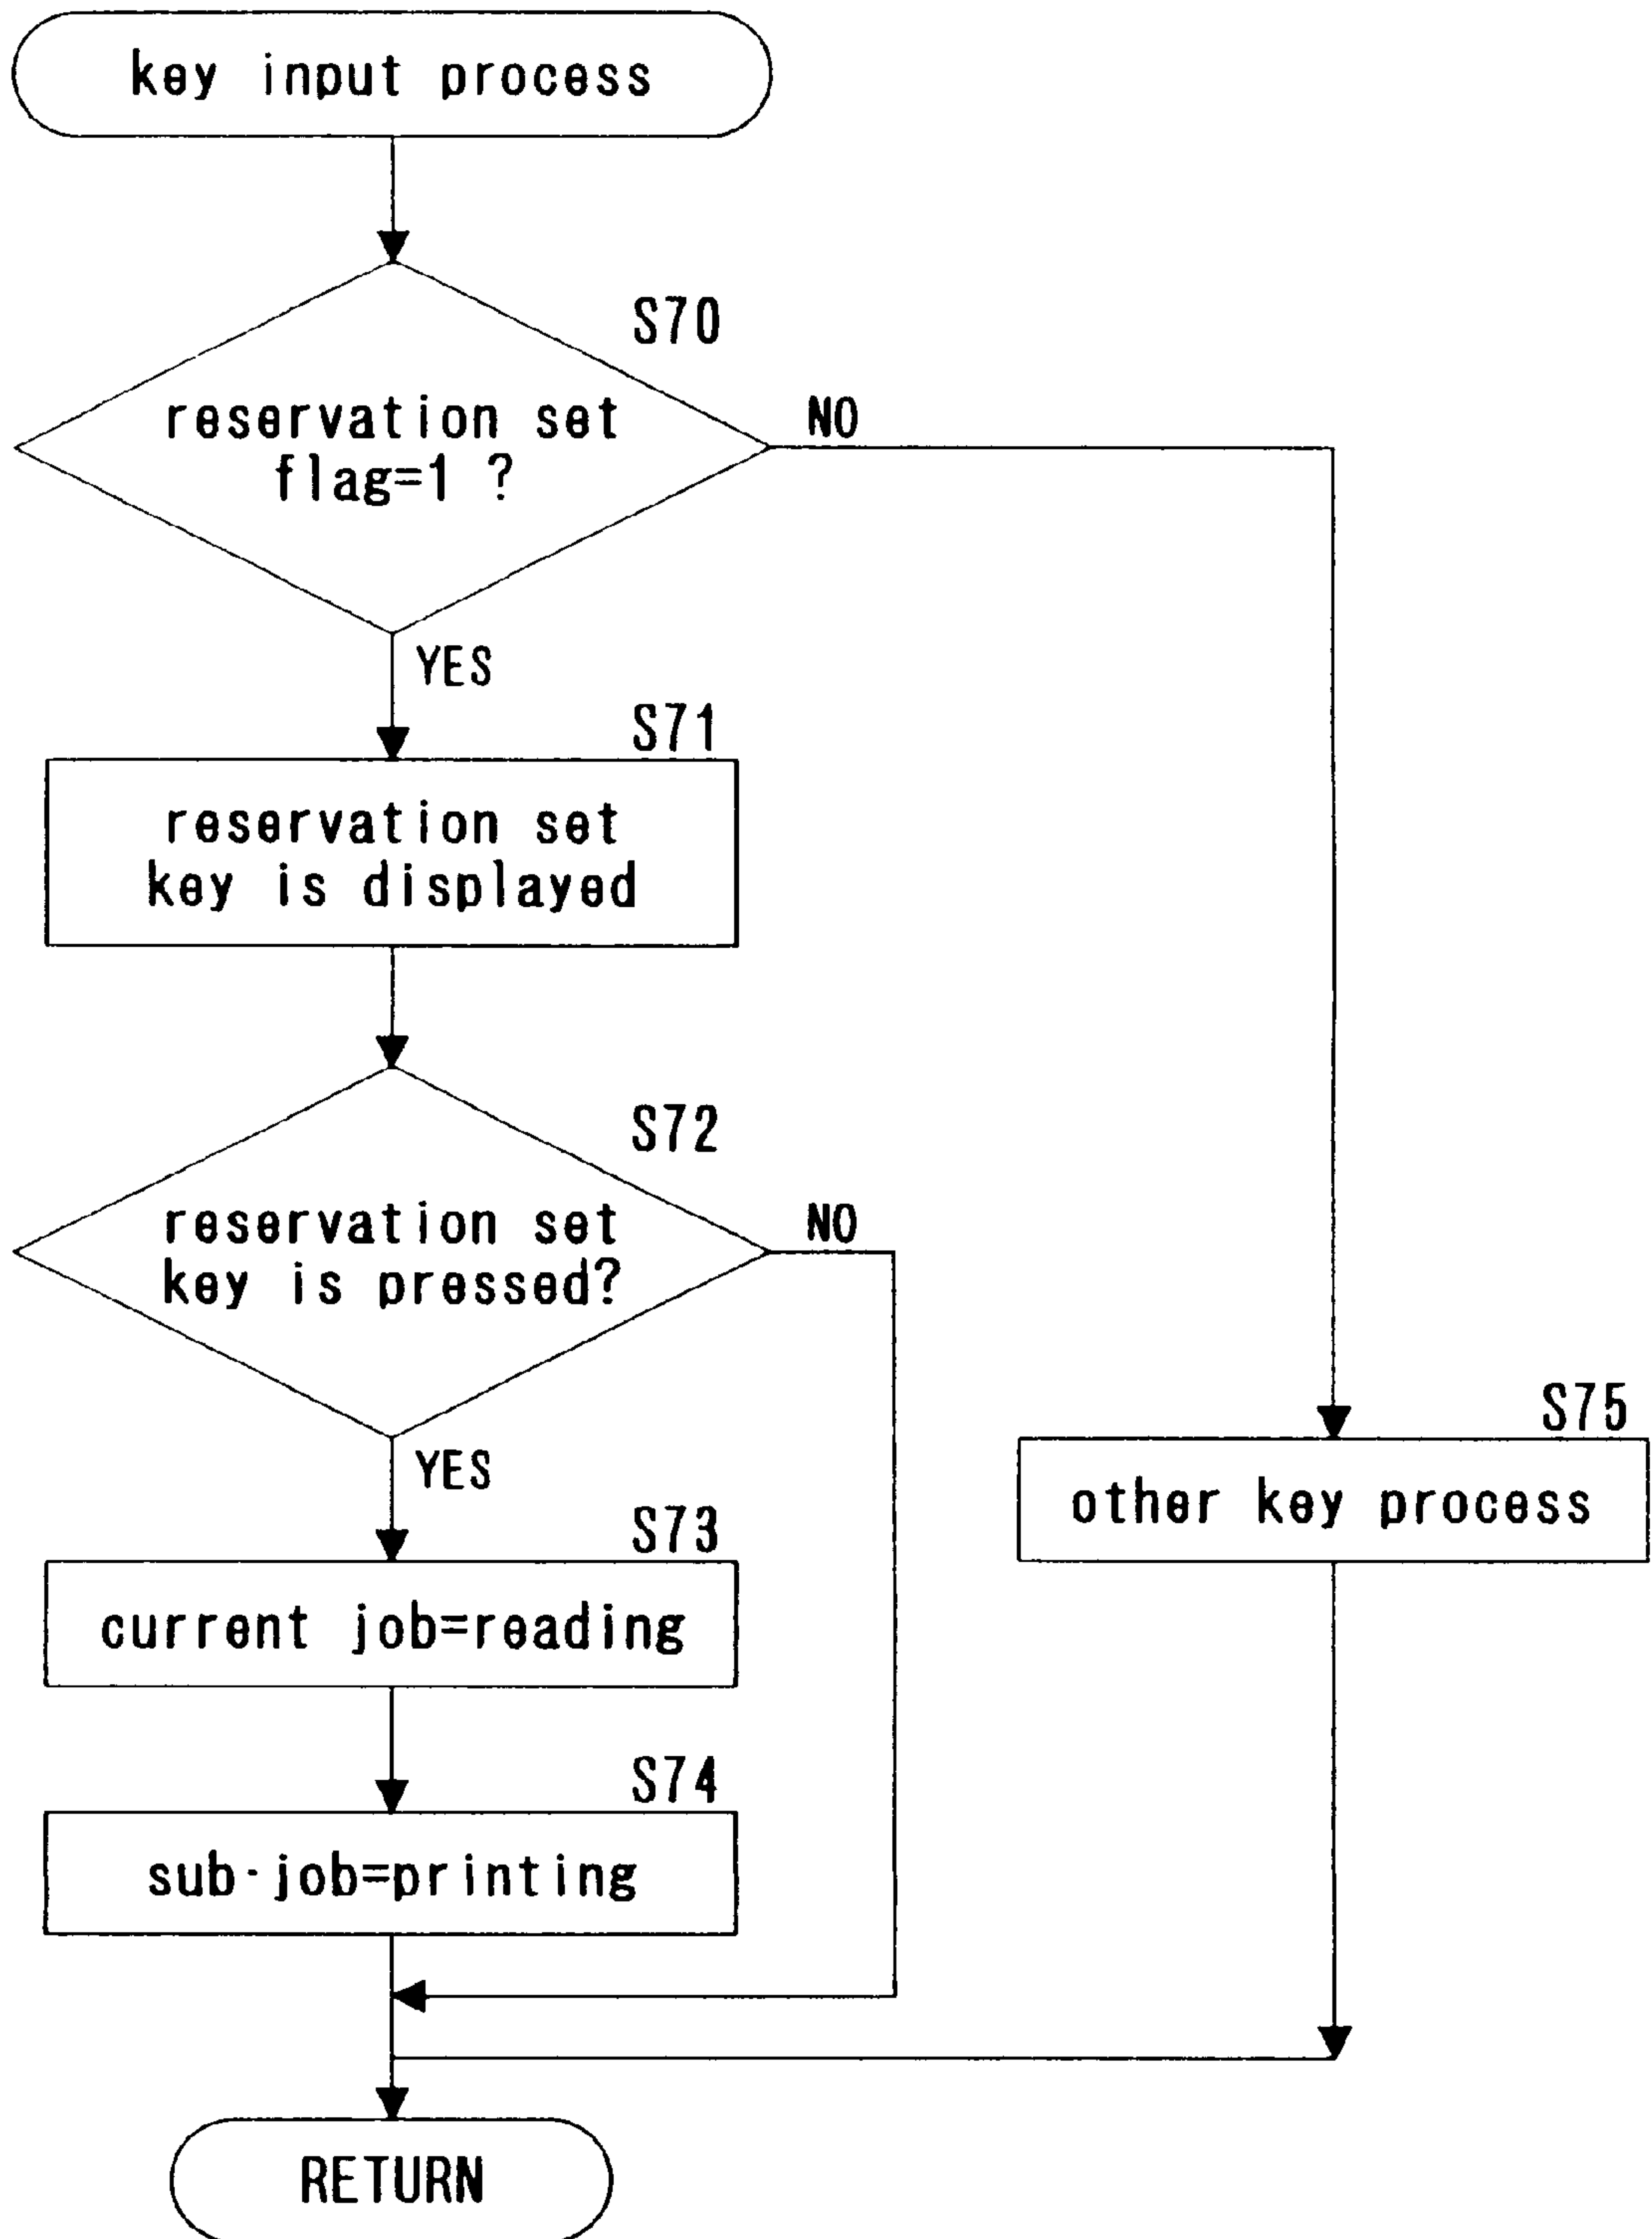 key input process
S70
reservation set
flag=1 ?
NO
YES
S71
reservation set
key is displayed
S72
reservation set
key is pressed?
NO
YES
S75
other key process
S73
current job=reading
S74
sub-job=printing
RETURN